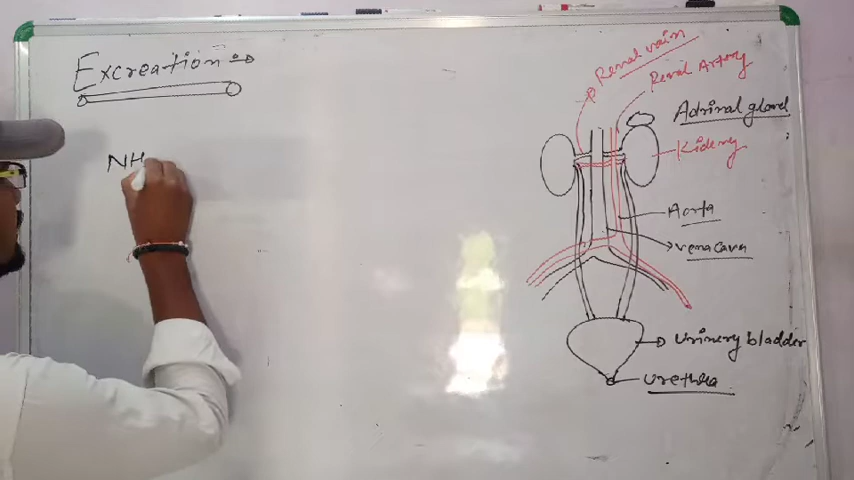 Excreation
NH
Renal vain
Renal Artery
Adrinal gland
Kidney
Aorta
vena cava
Urinery bladder
Urethra